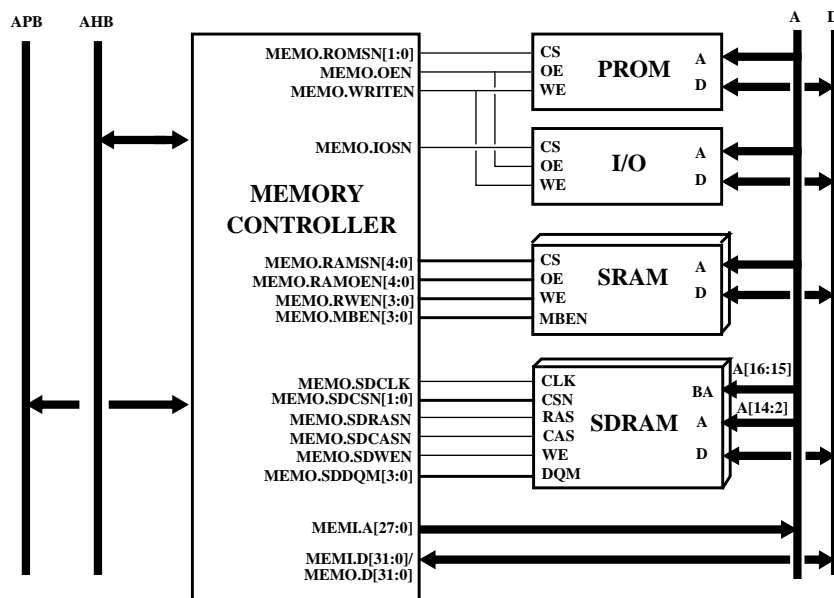 APB AHB A D
MEMO.ROMSN[1:0] CS
MEMO.OEN OE
MEMO.WRITEN WE
PROM
A
D
MEMO.IOSN CS
OE
WE
I/O
A
D
MEMORY
CONTROLLER
MEMO.RAMSN[4:0] CS
MEMO.RAMOEN[4:0] OE
MEMO.RWEN[3:0] WE
MEMO.MBEN[3:0] MBEN
SRAM
A
D
MEMO.SDCLK CLK
MEMO.SDCSN[1:0] CSN
MEMO.SDRASN RAS
MEMO.SDCASN CAS
MEMO.SDWEN WE
MEMO.SDDQM[3:0] DQM
SDRAM
BA A[16:15]
A A[14:2]
D
MEMI.A[27:0]
MEMI.D[31:0]/
MEMO.D[31:0]